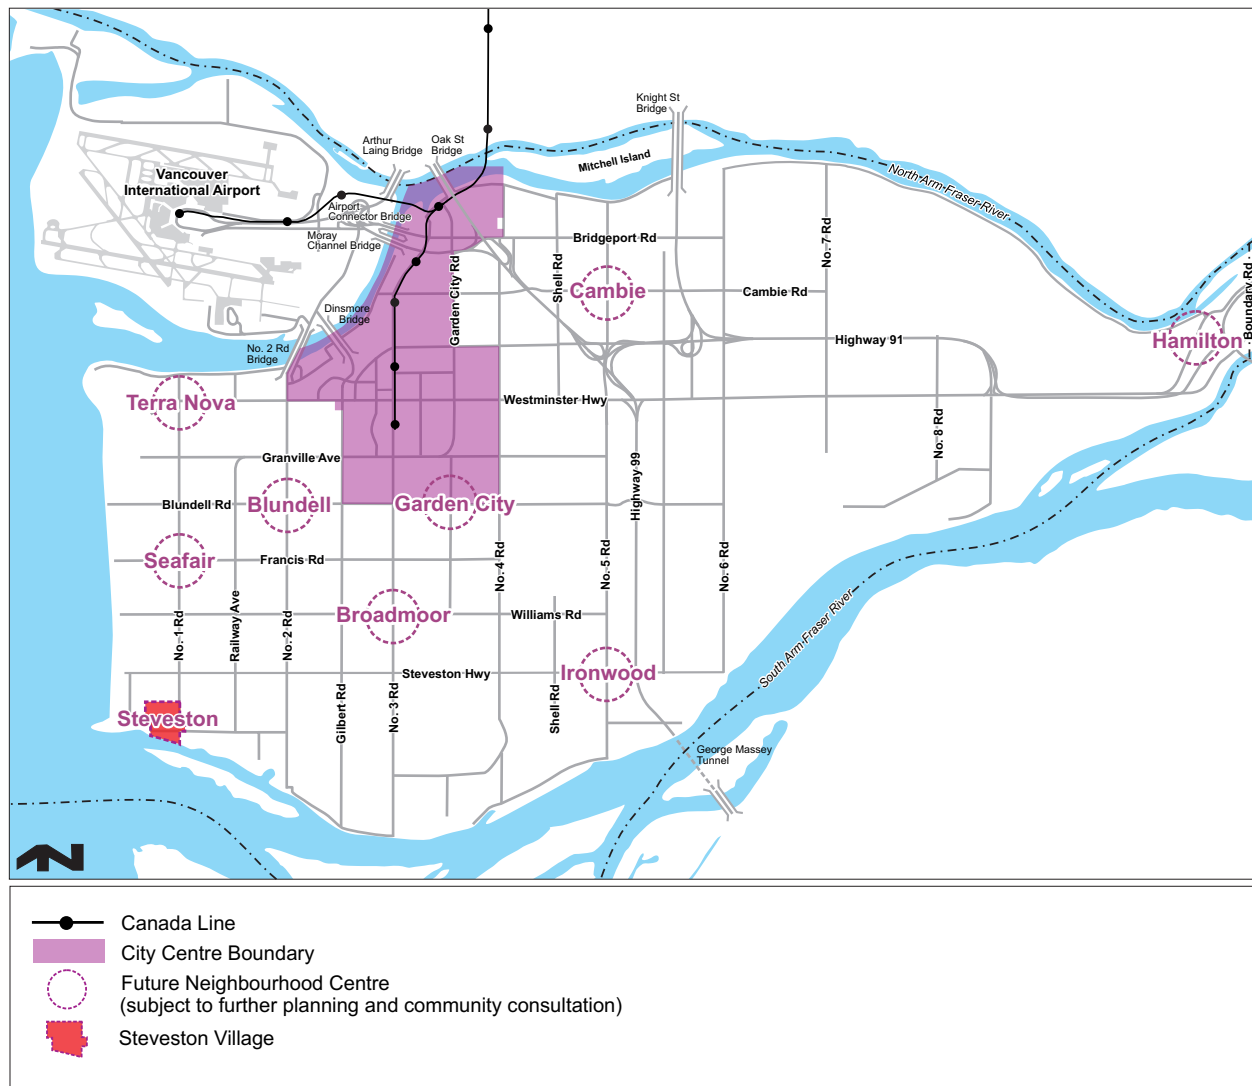 Knight St
Bridge
Arthur
Laing Bridge
Oak St
Bridge
Mitchell Island
Vancouver
International Airport
North Arm Fraser River
Airport
Connector Bridge
Moray
Channel Bridge
Bridgeport Rd
No. 7 Rd
Boundary Rd
Garden City Rd
Shell Rd
Cambie
Cambie Rd
Dinsmore
Bridge
Hamilton
Highway 91
No. 2 Rd
Bridge
Terra Nova
Westminster Hwy
No. 8 Rd
Granville Ave
Highway 99
Blundell Rd
Blundell
Garden City
Seafair
Francis Rd
No. 4 Rd
No. 5 Rd
No. 6 Rd
No. 1 Rd
Railway Ave
No. 2 Rd
Broadmoor
Williams Rd
South Arm Fraser River
Steveston Hwy
Ironwood
Steveston
Gilbert Rd
No. 3 Rd
Shell Rd
George Massey
Tunnel
N
Canada Line
City Centre Boundary
Future Neighbourhood Centre
(subject to further planning and community consultation)
Steveston Village